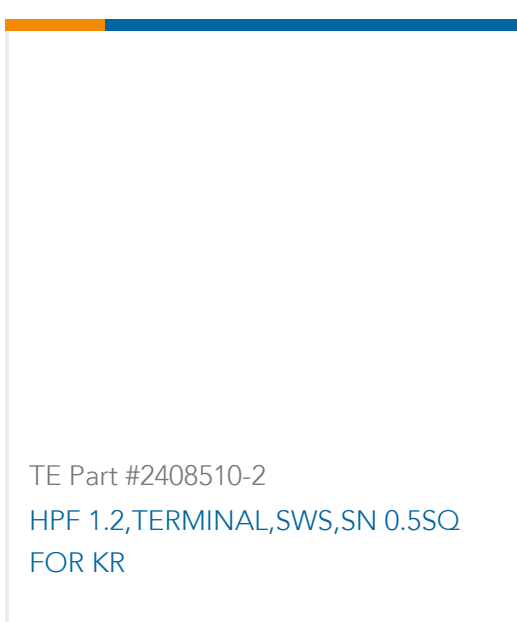 TE Part #2408510-2
HPF 1.2,TERMINAL,SWS,SN 0.5SQ
FOR KR